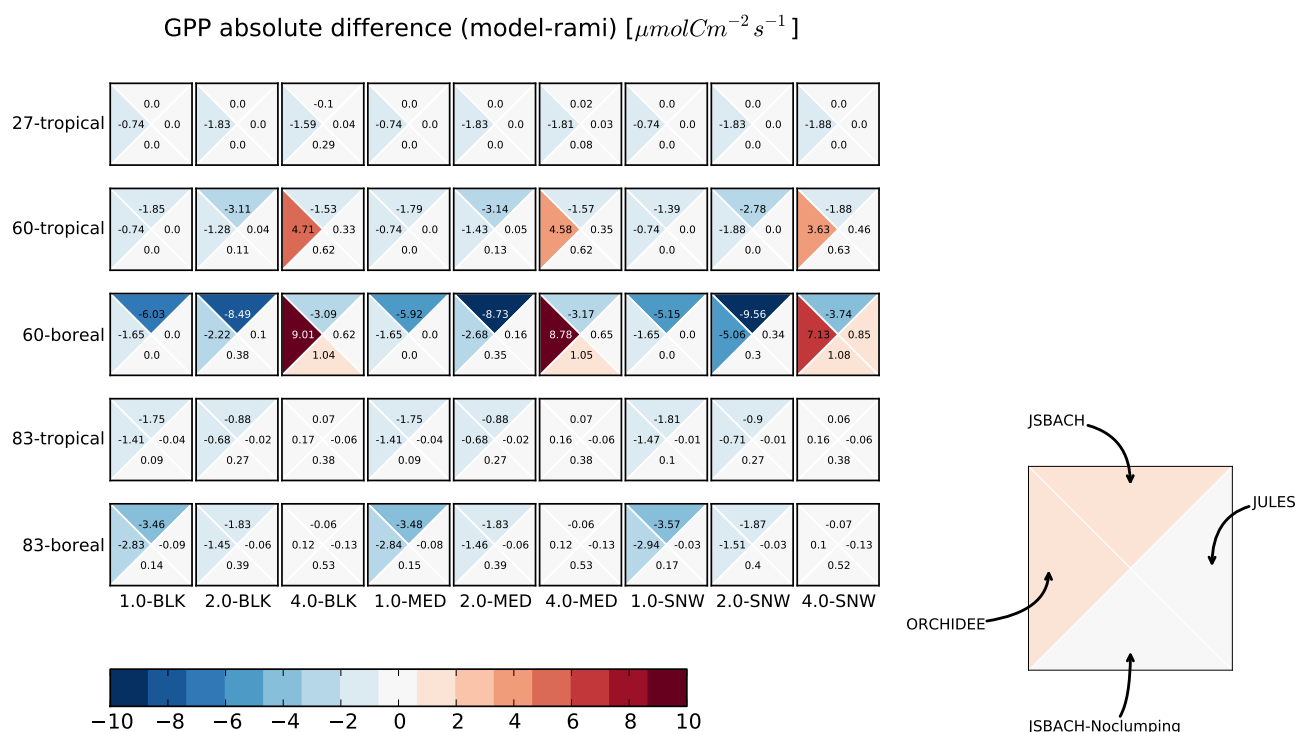 GPP absolute difference (model-rami) [μmolCm⁻² s⁻¹]
0.0 0.0 -0.1 0.0 0.0 0.02 0.0 0.0 0.0
27-tropical -0.74 0.0 -1.83 0.0 -1.59 0.04 -0.74 0.0 -1.83 0.0 -1.81 0.03 -0.74 0.0 -1.83 0.0 -1.88 0.0
0.0 0.0 0.29 0.0 0.0 0.08 0.0 0.0 0.0
-1.85 -3.11 -1.53 -1.79 -3.14 -1.57 -1.39 -2.78 -1.88
60-tropical -0.74 0.0 -1.28 0.04 4.71 0.33 -0.74 0.0 -1.43 0.05 4.58 0.35 -0.74 0.0 -1.88 0.0 3.63 0.46
0.0 0.11 0.62 0.0 0.13 0.62 0.0 0.0 0.63
-6.03 -8.49 -3.09 -5.92 -8.73 -3.17 -5.15 -9.56 -3.74
60-boreal -1.65 0.0 -2.22 0.1 9.01 0.62 -1.65 0.0 -2.68 0.16 8.78 0.65 -1.65 0.0 -5.06 0.34 7.13 0.85
0.0 0.38 1.04 0.0 0.35 1.05 0.0 0.3 1.08
-1.75 -0.88 0.07 -1.75 -0.88 0.07 -1.81 -0.9 0.06
83-tropical -1.41 -0.04 -0.68 -0.02 0.17 -0.06 -1.41 -0.04 -0.68 -0.02 0.16 -0.06 -1.47 -0.01 -0.71 -0.01 0.16 -0.06
0.09 0.27 0.38 0.09 0.27 0.38 0.1 0.27 0.38
-3.46 -1.83 -0.06 -3.48 -1.83 -0.06 -3.57 -1.87 -0.07
83-boreal -2.83 -0.09 -1.45 -0.06 0.12 -0.13 -2.84 -0.08 -1.46 -0.06 0.12 -0.13 -2.94 -0.03 -1.51 -0.03 0.1 -0.13
0.14 0.39 0.53 0.15 0.39 0.53 0.17 0.4 0.52
1.0-BLK 2.0-BLK 4.0-BLK 1.0-MED 2.0-MED 4.0-MED 1.0-SNW 2.0-SNW 4.0-SNW
−10 −8 −6 −4 −2 0 2 4 6 8 10
JSBACH
JULES
ORCHIDEE
JSBACH-Noclumping